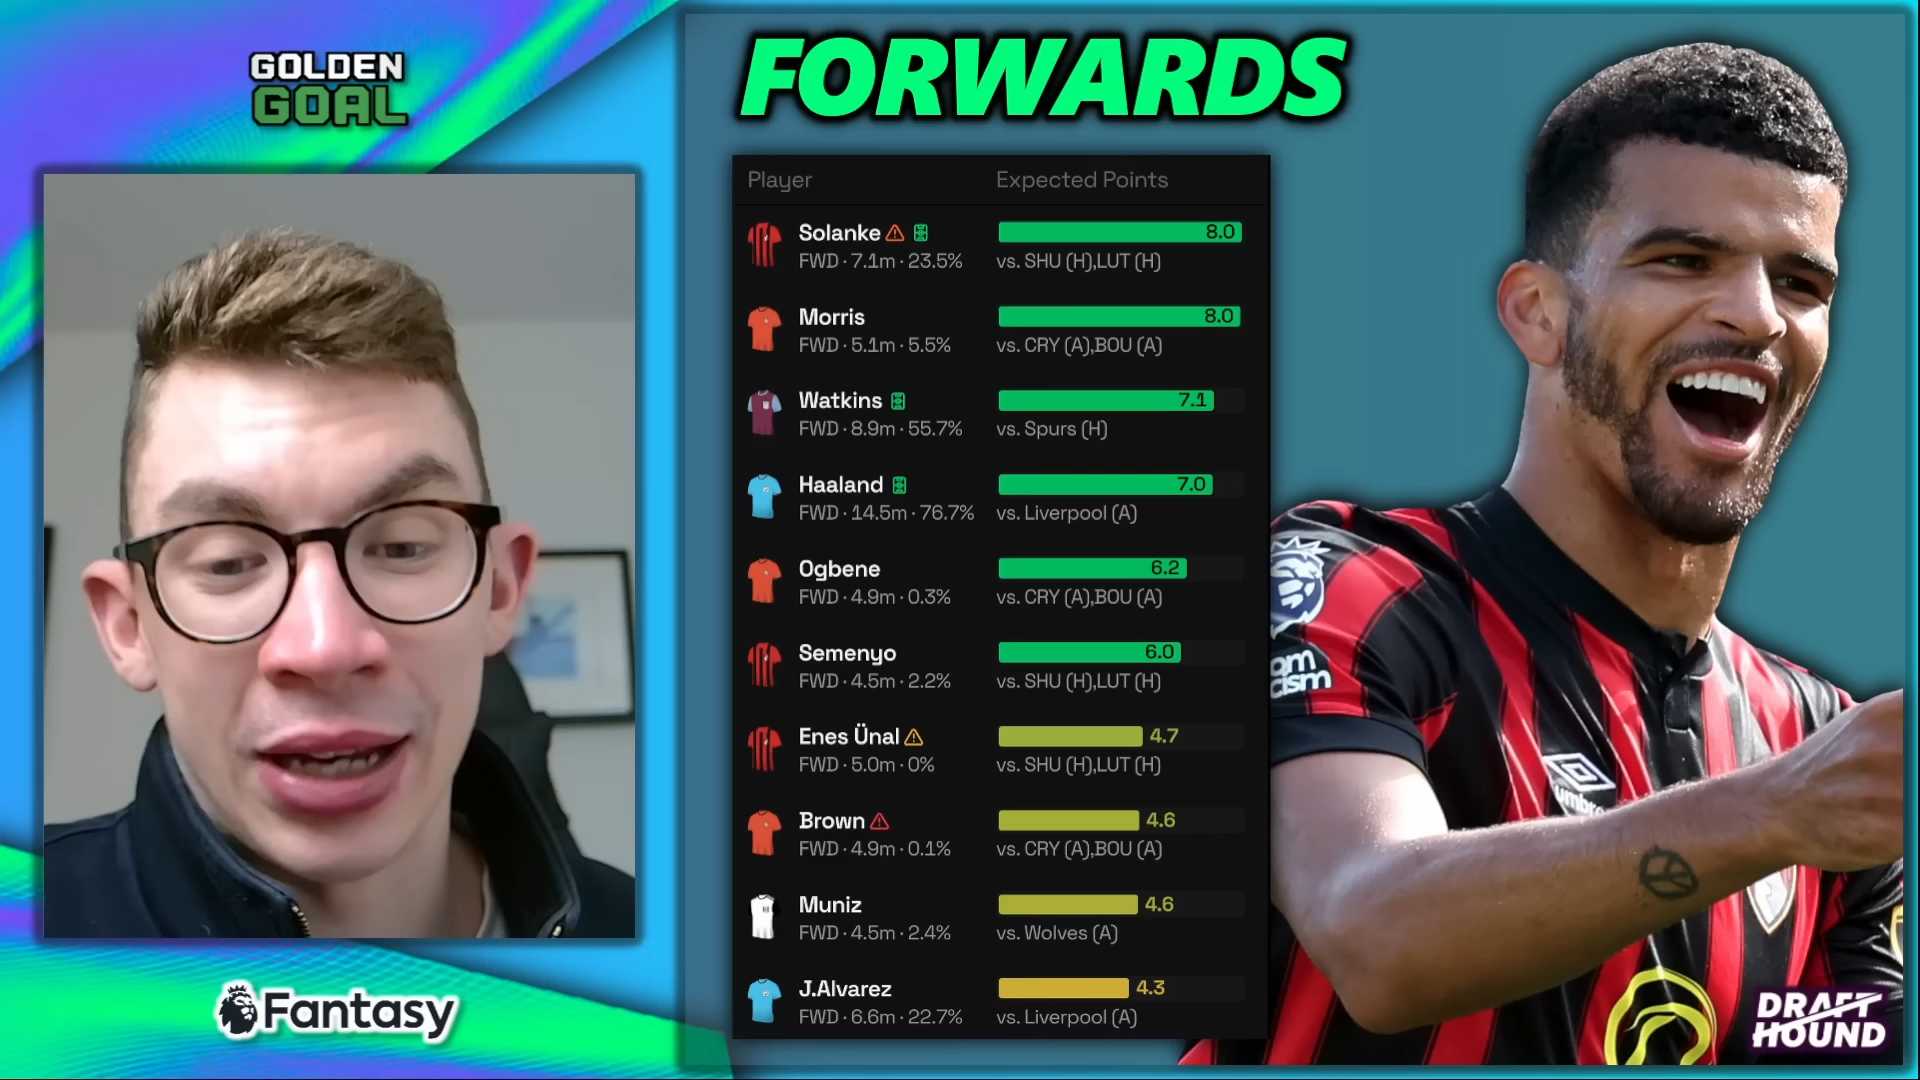 GOLDEN
GOAL
FORWARDS
Player Expected Points
Solanke 8.0
FWD · 7.1m · 23.5% vs. SHU (H),LUT (H)
Morris 8.0
FWD · 5.1m · 5.5% vs. CRY (A),BOU (A)
Watkins 7.1
FWD · 8.9m · 55.7% vs. Spurs (H)
Haaland 7.0
FWD · 14.5m · 76.7% vs. Liverpool (A)
Ogbene 6.2
FWD · 4.9m · 0.3% vs. CRY (A),BOU (A)
Semenyo 6.0
FWD · 4.5m · 2.2% vs. SHU (H),LUT (H)
Enes Ünal 4.7
FWD · 5.0m · 0% vs. SHU (H),LUT (H)
Brown 4.6
FWD · 4.9m · 0.1% vs. CRY (A),BOU (A)
Muniz 4.6
FWD · 4.5m · 2.4% vs. Wolves (A)
J.Alvarez 4.3
FWD · 6.6m · 22.7% vs. Liverpool (A)
Fantasy
umbro
DRAFT
HOUND